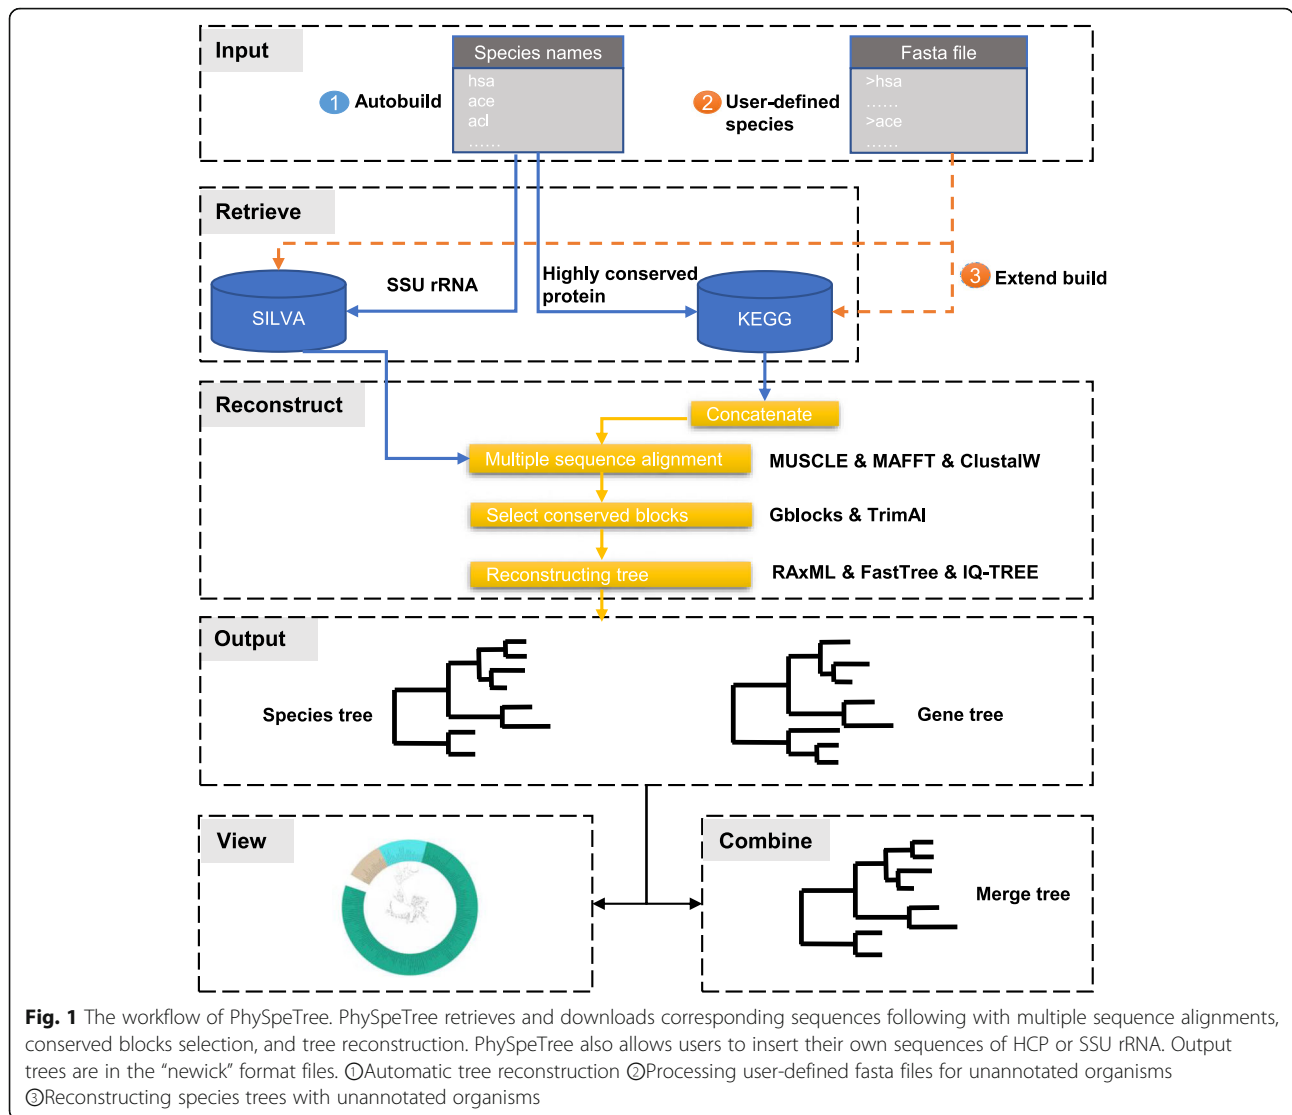 Input
Species names
hsa
ace
acl
......
1 Autobuild
2 User-defined
species
Fasta file
>hsa
......
>ace
......
Retrieve
SSU rRNA
Highly conserved
protein
SILVA
KEGG
3 Extend build
Reconstruct
Concatenate
Multiple sequence alignment
MUSCLE & MAFFT & ClustalW
Select conserved blocks
Gblocks & TrimAl
Reconstructing tree
RAxML & FastTree & IQ-TREE
Output
Species tree
Gene tree
View
Combine
Merge tree
Fig. 1 The workflow of PhySpeTree. PhySpeTree retrieves and downloads corresponding sequences following with multiple sequence alignments,
conserved blocks selection, and tree reconstruction. PhySpeTree also allows users to insert their own sequences of HCP or SSU rRNA. Output
trees are in the “newick” format files. ①Automatic tree reconstruction ②Processing user-defined fasta files for unannotated organisms
③Reconstructing species trees with unannotated organisms